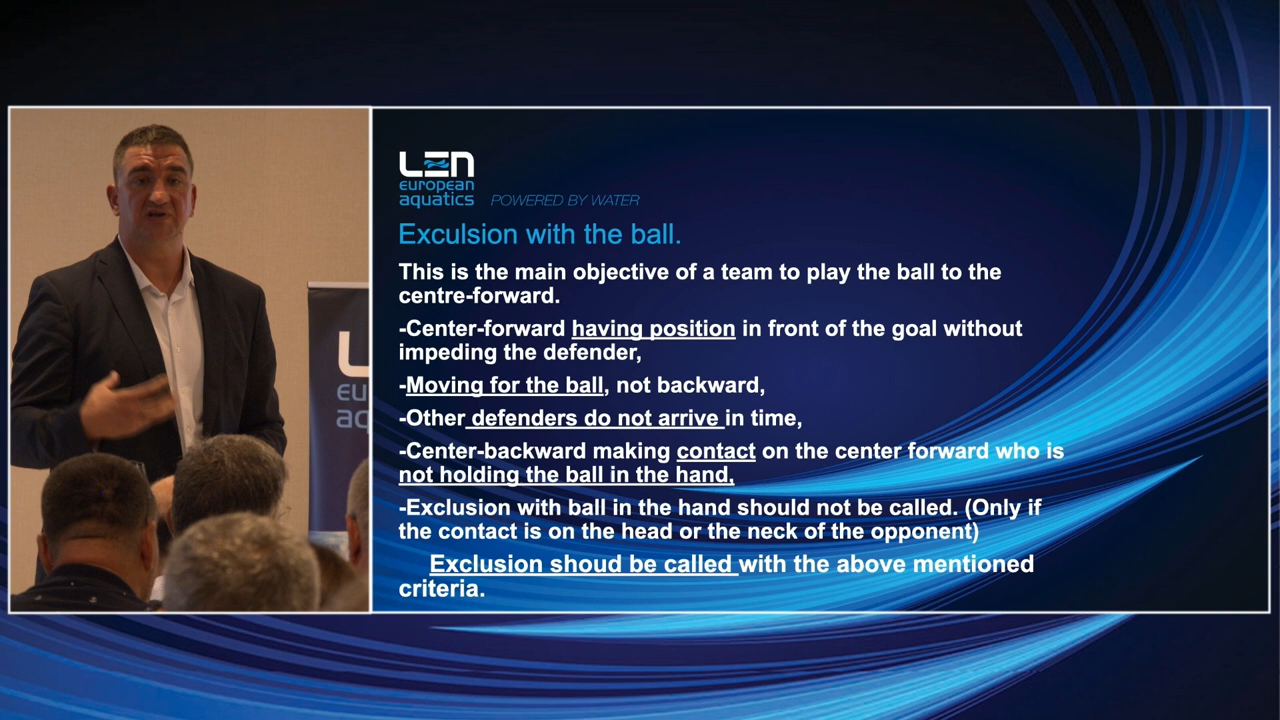 LEN
european
aquatics POWERED BY WATER
Exculsion with the ball.
This is the main objective of a team to play the ball to the
centre-forward.
-Center-forward having position in front of the goal without
impeding the defender,
-Moving for the ball, not backward,
-Other defenders do not arrive in time,
-Center-backward making contact on the center forward who is
not holding the ball in the hand,
-Exclusion with ball in the hand should not be called. (Only if
the contact is on the head or the neck of the opponent)
Exclusion shoud be called with the above mentioned
criteria.
L
eu
aq